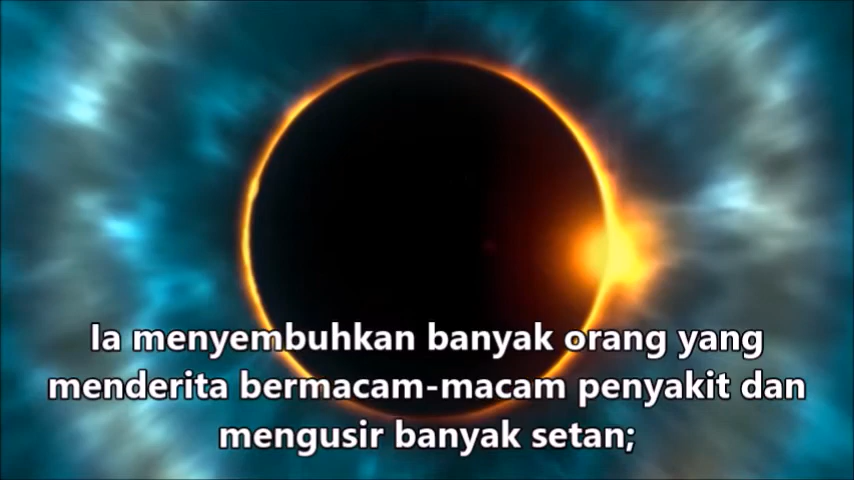 Ia menyembuhkan banyak orang yang
menderita bermacam-macam penyakit dan
mengusir banyak setan;